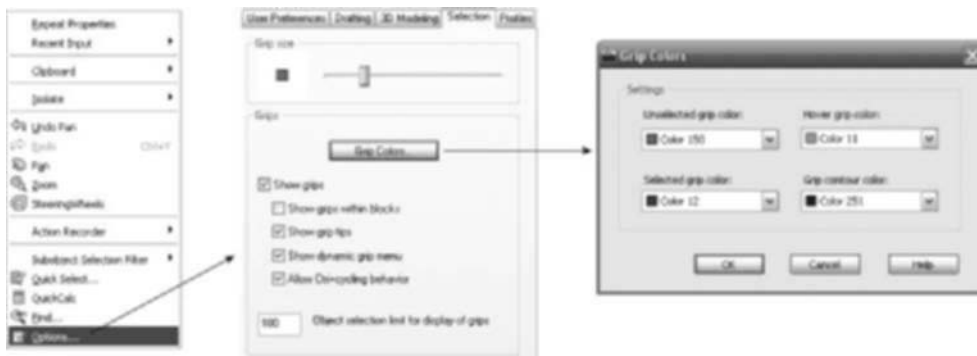 Repeat Properties
Recent Input
Clipboard
Isolate
Undo Pan
Redo Ctrl+Y
Pan
Zoom
SteeringWheels
Action Recorder
Subobject Selection Filter
Quick Select...
QuickCalc
Find...
Options...
User Preferences Drafting 3D Modeling Selection Profiles
Grip size
Grips
Grip Colors...
Show grips
Show grips within blocks
Show grip tips
Show dynamic grip menu
Allow Ctrl+cycling behavior
100 Object selection limit for display of grips
Grip Colors
Settings
Unselected grip color: Hover grip color:
Color 150 Color 11
Selected grip color: Grip contour color:
Color 12 Color 251
OK Cancel Help